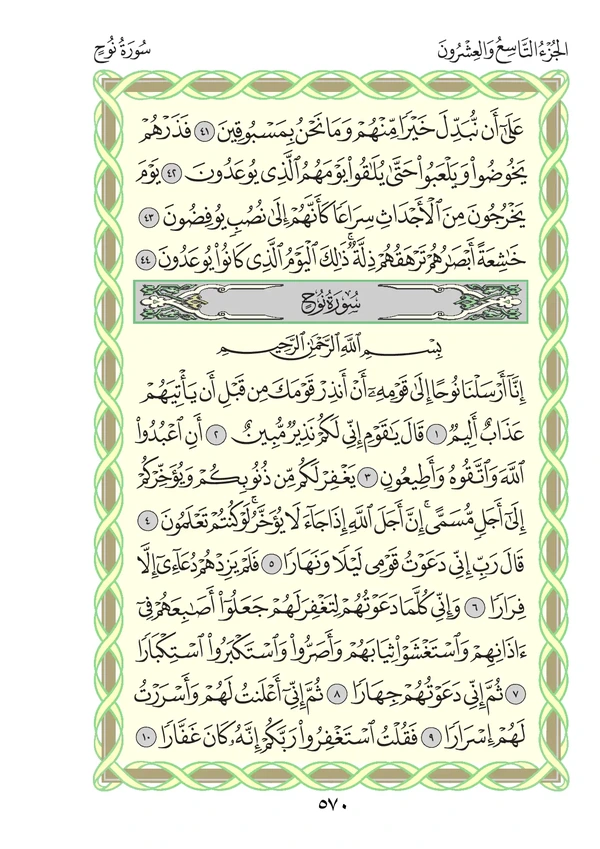 الجُزْءُ التَّاسِعُ وَالعِشْرُونَ
سُورَةُ نُوحٍ
عَلَىٰٓ أَن نُّبَدِّلَ خَيْرًا مِّنْهُمْ وَمَا نَحْنُ بِمَسْبُوقِينَ ٤١ فَذَرْهُمْ
يَخُوضُواْ وَيَلْعَبُواْ حَتَّىٰ يُلَٰقُواْ يَوْمَهُمُ ٱلَّذِي يُوعَدُونَ ٤٢ يَوْمَ
يَخْرُجُونَ مِنَ ٱلْأَجْدَاثِ سِرَاعًا كَأَنَّهُمْ إِلَىٰ نُصُبٍ يُوفِضُونَ ٤٣
خَٰشِعَةً أَبْصَٰرُهُمْ تَرْهَقُهُمْ ذِلَّةٌ ۚ ذَٰلِكَ ٱلْيَوْمُ ٱلَّذِي كَانُواْ يُوعَدُونَ ٤٤
سُورَةُ نُوحٍ
بِسْمِ ٱللَّهِ ٱلرَّحْمَٰنِ ٱلرَّحِيمِ
إِنَّآ أَرْسَلْنَا نُوحًا إِلَىٰ قَوْمِهِۦٓ أَنْ أَنذِرْ قَوْمَكَ مِن قَبْلِ أَن يَأْتِيَهُمْ
عَذَابٌ أَلِيمٌ ١ قَالَ يَٰقَوْمِ إِنِّي لَكُمْ نَذِيرٌ مُّبِينٌ ٢ أَنِ ٱعْبُدُواْ
ٱللَّهَ وَٱتَّقُوهُ وَأَطِيعُونِ ٣ يَغْفِرْ لَكُم مِّن ذُنُوبِكُمْ وَيُؤَخِّرْكُمْ
إِلَىٰٓ أَجَلٍ مُّسَمًّى ۚ إِنَّ أَجَلَ ٱللَّهِ إِذَا جَآءَ لَا يُؤَخَّرُ ۖ لَوْ كُنتُمْ تَعْلَمُونَ ٤
قَالَ رَبِّ إِنِّي دَعَوْتُ قَوْمِي لَيْلًا وَنَهَارًا ٥ فَلَمْ يَزِدْهُمْ دُعَآءِيٓ إِلَّا
فِرَارًا ٦ وَإِنِّي كُلَّمَا دَعَوْتُهُمْ لِتَغْفِرَ لَهُمْ جَعَلُوٓاْ أَصَٰبِعَهُمْ فِيٓ
ءَاذَانِهِمْ وَٱسْتَغْشَوْاْ ثِيَابَهُمْ وَأَصَرُّواْ وَٱسْتَكْبَرُواْ ٱسْتِكْبَارًا
٧ ثُمَّ إِنِّي دَعَوْتُهُمْ جِهَارًا ٨ ثُمَّ إِنِّيٓ أَعْلَنتُ لَهُمْ وَأَسْرَرْتُ
لَهُمْ إِسْرَارًا ٩ فَقُلْتُ ٱسْتَغْفِرُواْ رَبَّكُمْ إِنَّهُۥ كَانَ غَفَّارًا ١٠
٥٧٠